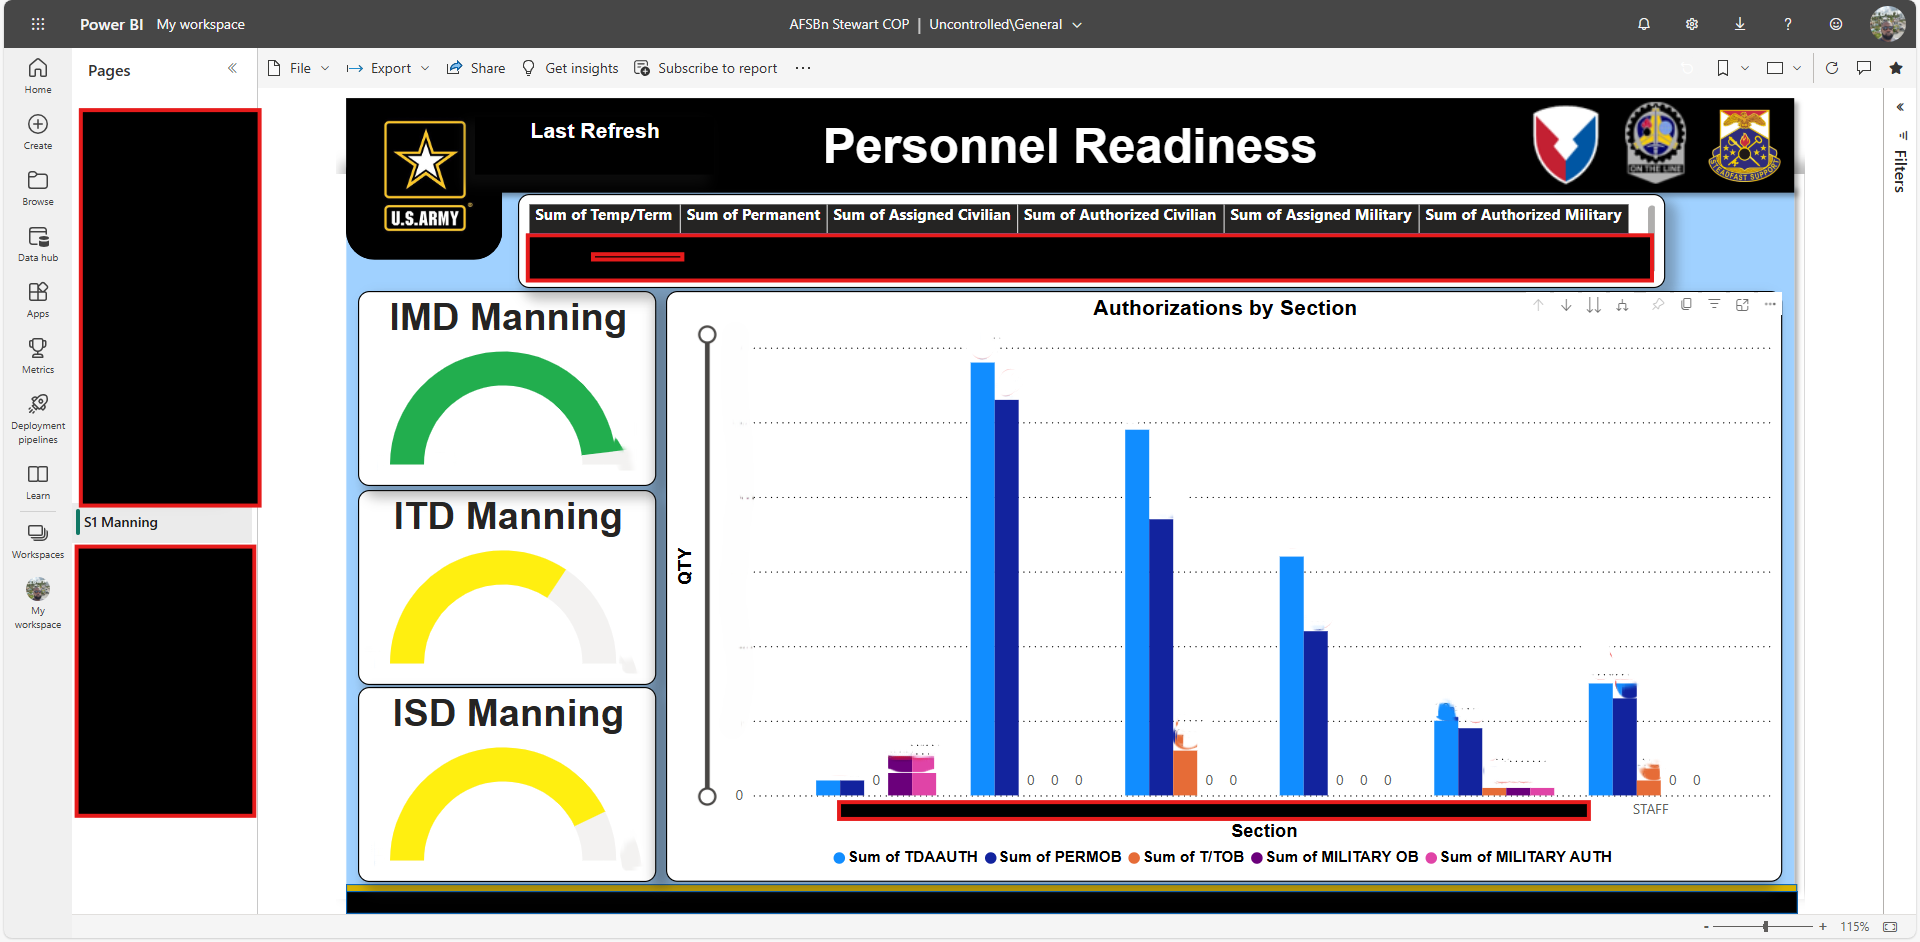 Power BI My workspace
AFSBn Stewart COP | Uncontrolled\General
Home
Create
Browse
Data hub
Apps
Metrics
Deployment
pipelines
Learn
Workspaces
My
workspace
Pages
S1 Manning
File
Export
Share
Get insights
Subscribe to report
Filters
U.S.ARMY
Last Refresh
Personnel Readiness
ON THE LINE
STEADFAST SUPPORT
Sum of Temp/Term Sum of Permanent Sum of Assigned Civilian Sum of Authorized Civilian Sum of Assigned Military Sum of Authorized Military
IMD Manning
ITD Manning
ISD Manning
Authorizations by Section
QTY
0
0
0 0 0
0 0
0 0 0
0 0
STAFF
Section
Sum of TDAAUTH Sum of PERMOB Sum of T/TOB Sum of MILITARY OB Sum of MILITARY AUTH
- + 115%